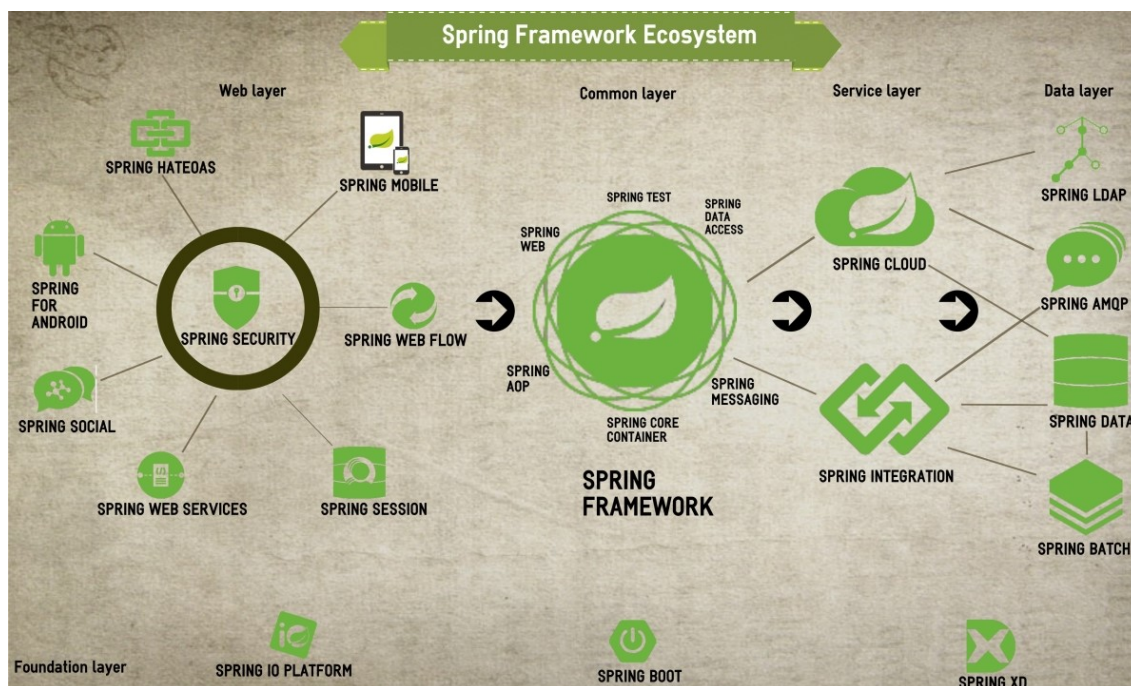 Spring Framework Ecosystem
Web layer
Common layer
Service layer
Data layer
SPRING HATEOAS
SPRING MOBILE
SPRING
FOR
ANDROID
SPRING SECURITY
SPRING WEB FLOW
SPRING SOCIAL
SPRING WEB SERVICES
SPRING SESSION
SPRING TEST
SPRING
DATA
ACCESS
SPRING
WEB
SPRING
AOP
SPRING
MESSAGING
SPRING CORE
CONTAINER
SPRING
FRAMEWORK
SPRING CLOUD
SPRING INTEGRATION
SPRING LDAP
SPRING AMQP
SPRING DATA
SPRING BATCH
Foundation layer
SPRING IO PLATFORM
SPRING BOOT
SPRING XD